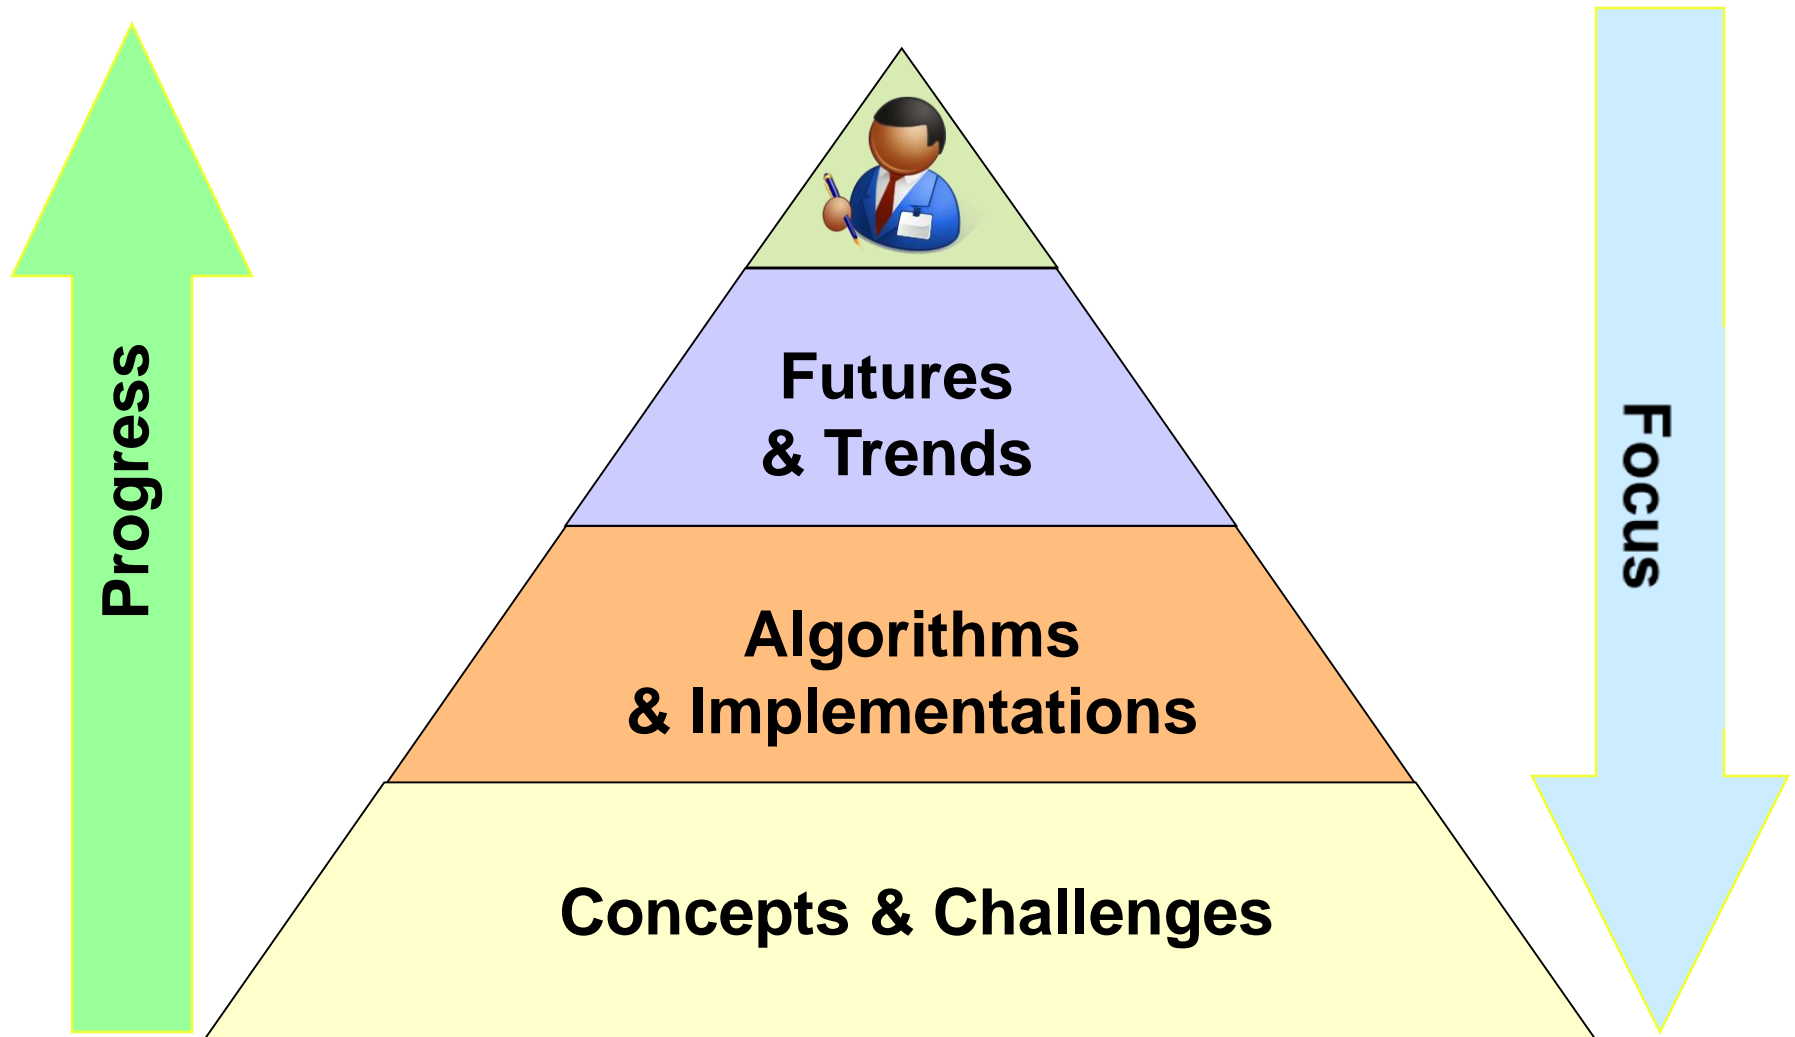 Progress
Futures
& Trends
Algorithms
& Implementations
Concepts & Challenges
Focus